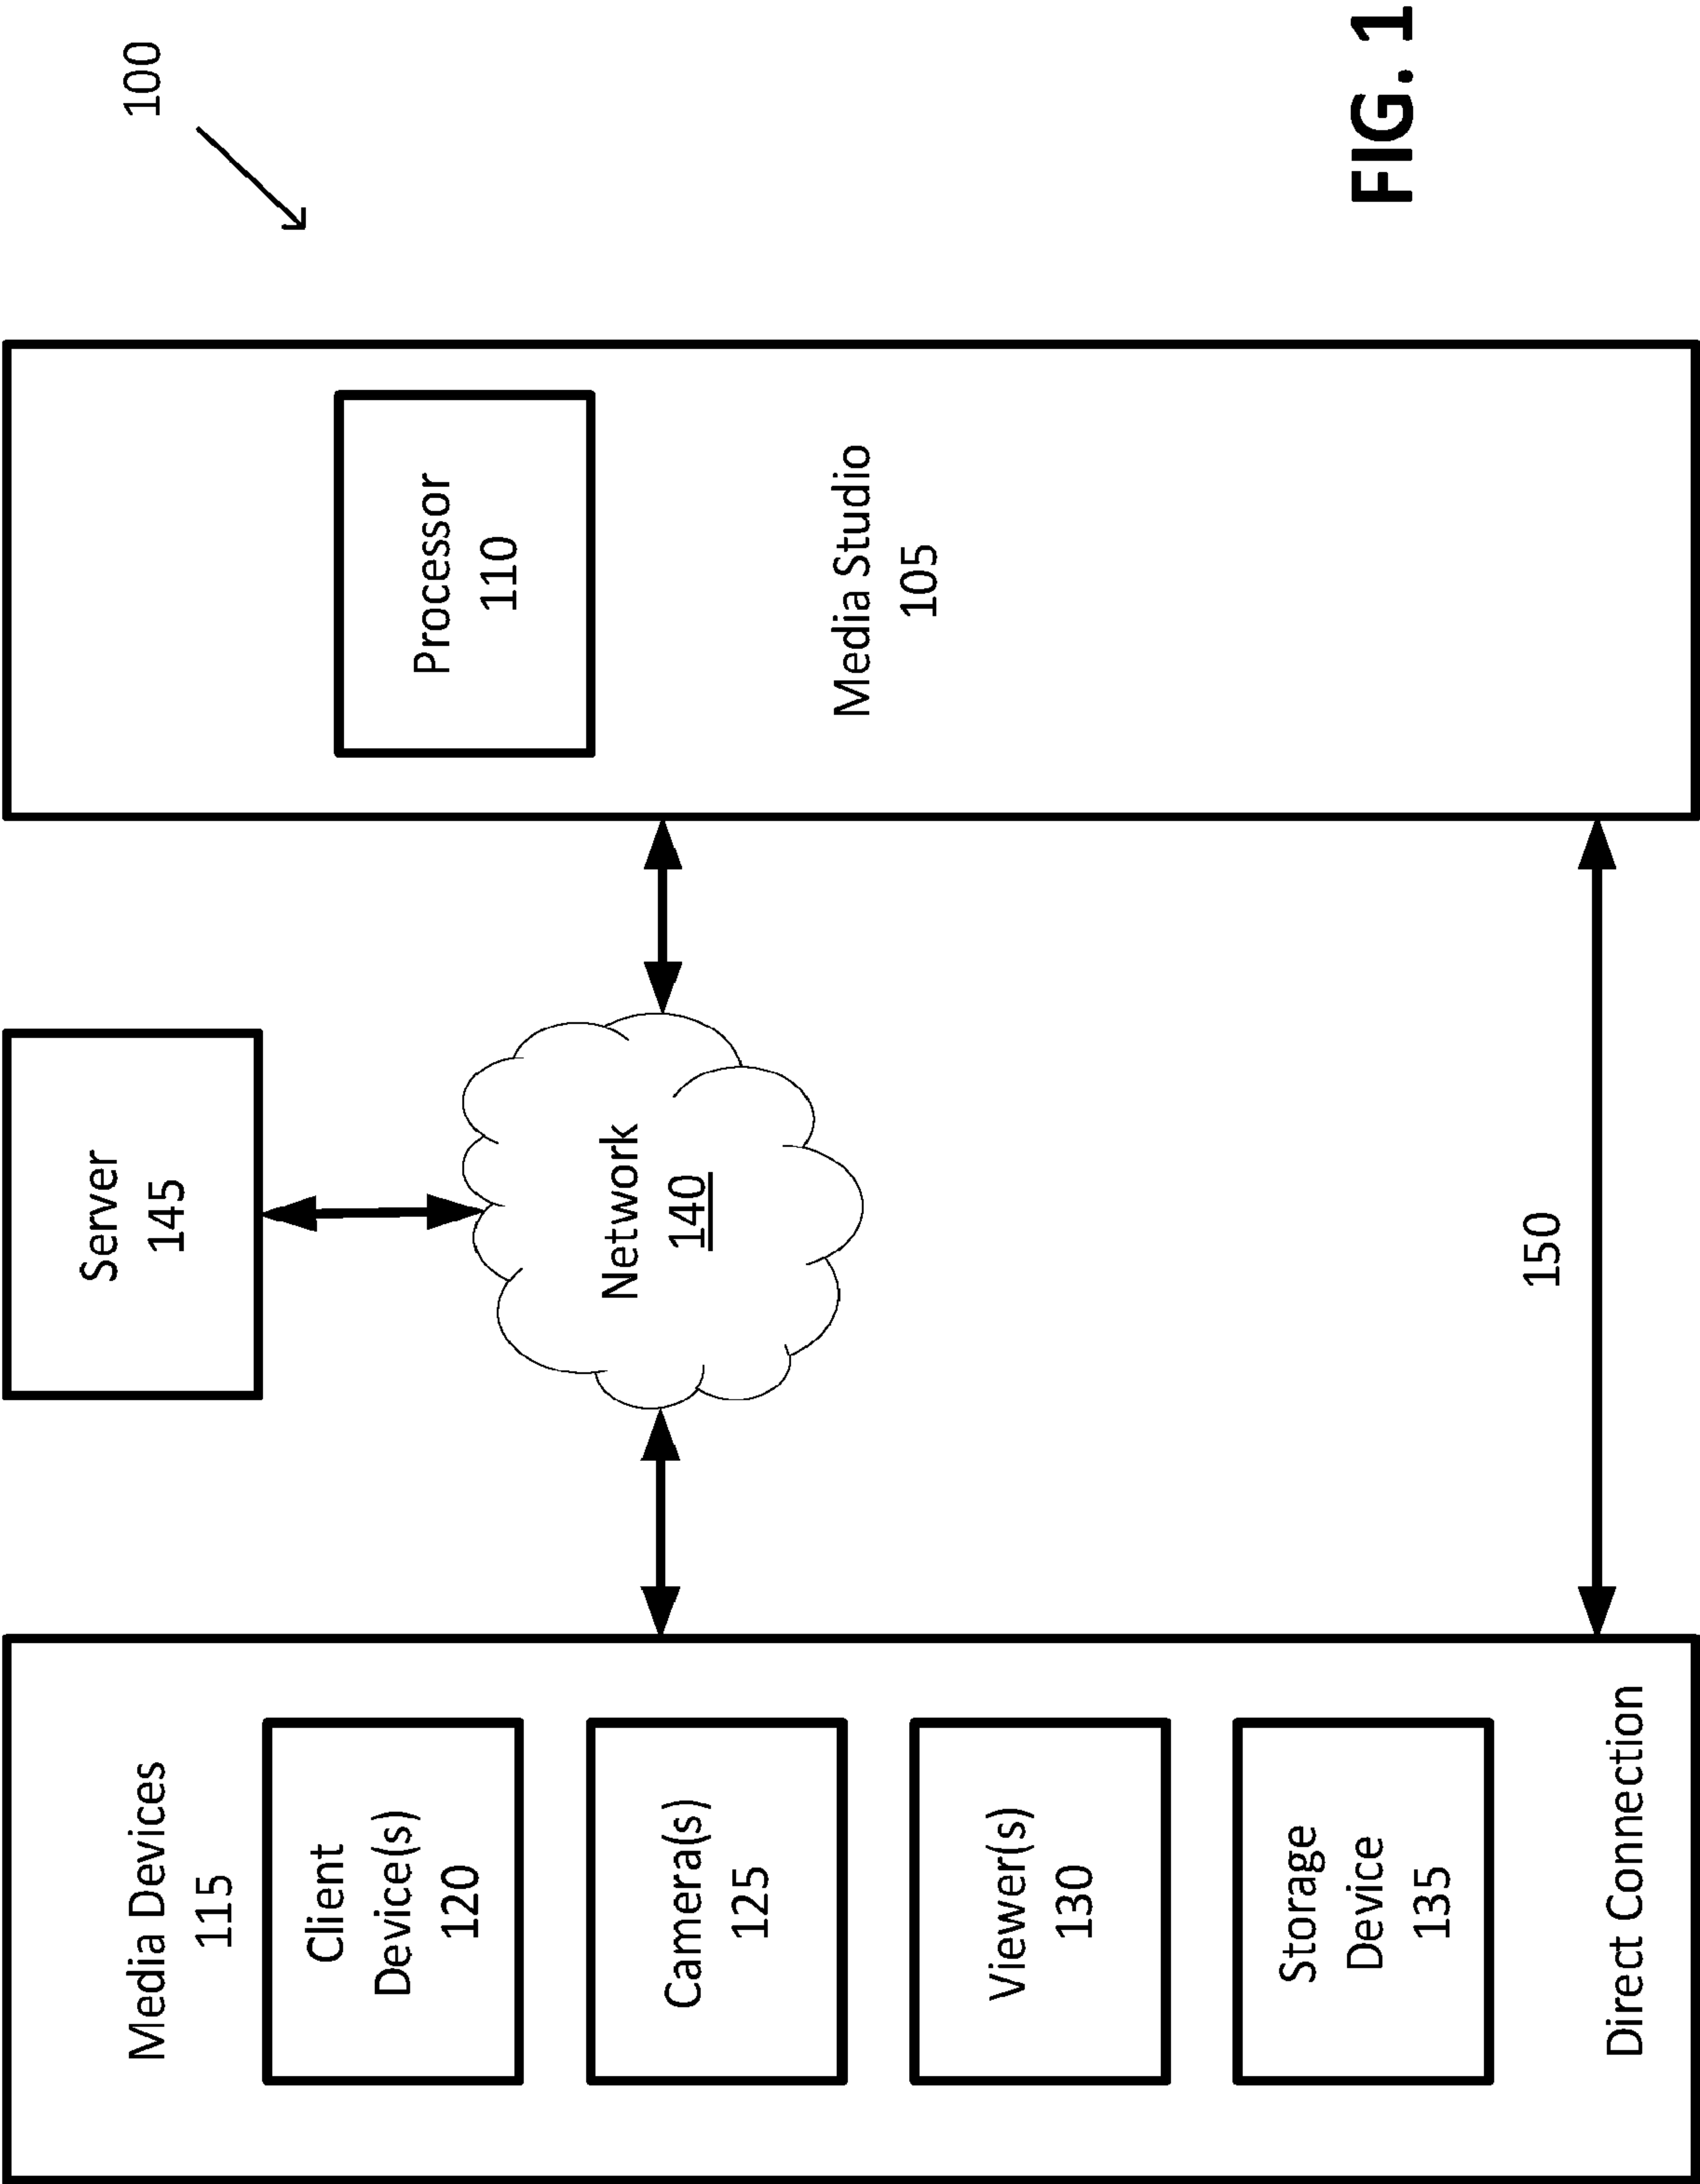 100
Media Devices
115
Client
Device(s)
120
Camera(s)
125
Viewer(s)
130
Storage
Device
135
Direct Connection
Server
145
Network
140
150
Processor
110
Media Studio
105
FIG. 1